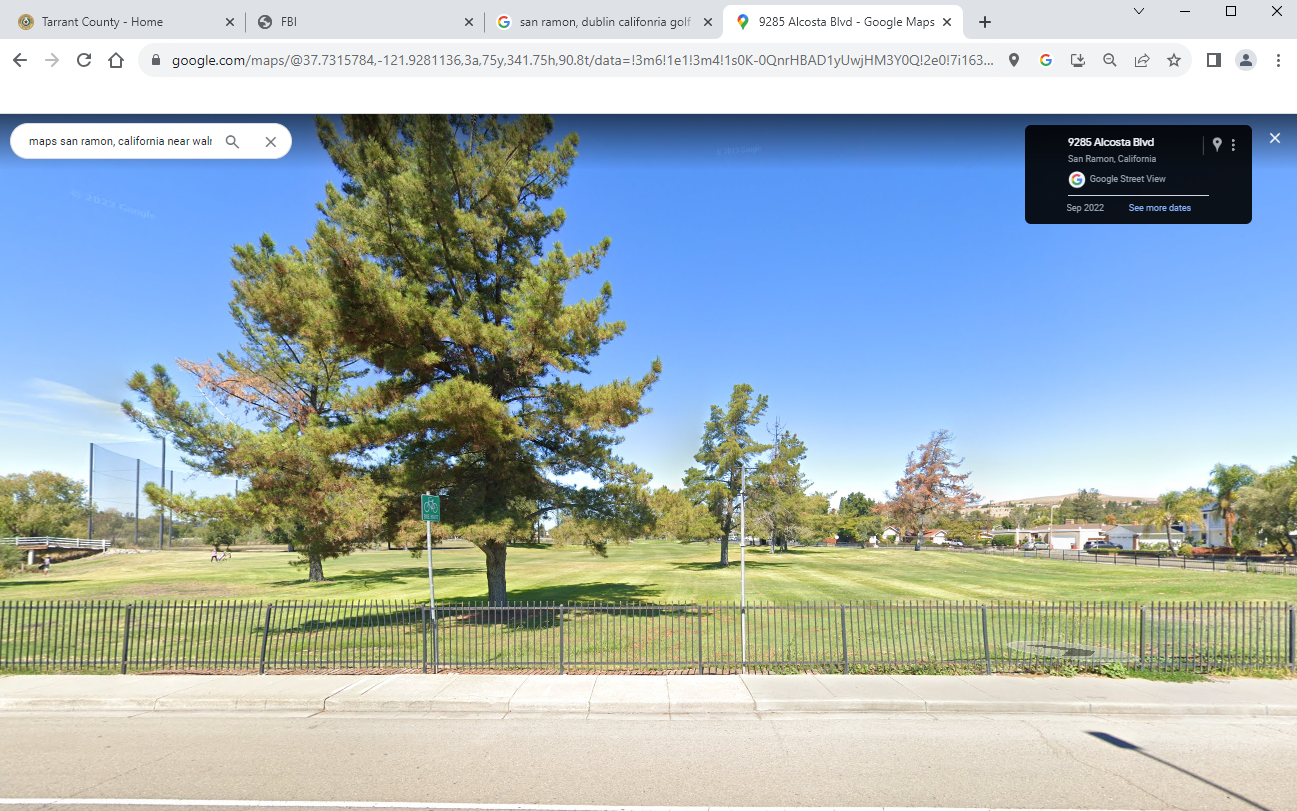 Tarrant County - Home
FBI
san ramon, dublin califonria golf
9285 Alcosta Blvd - Google Maps
google.com/maps/@37.7315784,-121.9281136,3a,75y,341.75h,90.8t/data=!3m6!1e1!3m4!1s0K-0QnrHBAD1yUwjHM3Y0Q!2e0!7i163...
maps san ramon, california near waln
9285 Alcosta Blvd
San Ramon, California
Google Street View
Sep 2022 See more dates
© 2022 Google
BIKE ROUTE